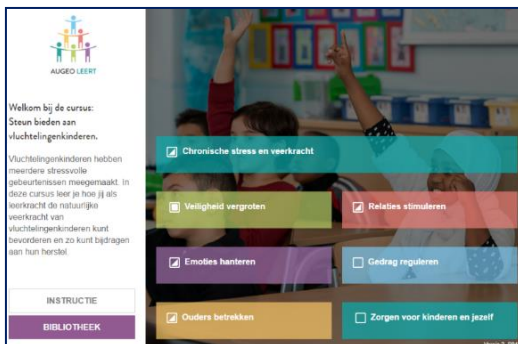 AUGEO LEERT
Welkom bij de cursus:
Steun bieden aan
vluchtelingenkinderen.
Vluchtelingenkinderen hebben
meerdere stressvolle
gebeurtenissen meegemaakt. In
deze cursus leer je hoe jij als
leerkracht de natuurlijke
veerkracht van
vluchtelingenkinderen kunt
bevorderen en zo kunt bijdragen
aan hun herstel.
INSTRUCTIE
BIBLIOTHEEK
Chronische stress en veerkracht
Veiligheid vergroten
Relaties stimuleren
Emoties hanteren
Gedrag reguleren
Ouders betrekken
Zorgen voor kinderen en jezelf